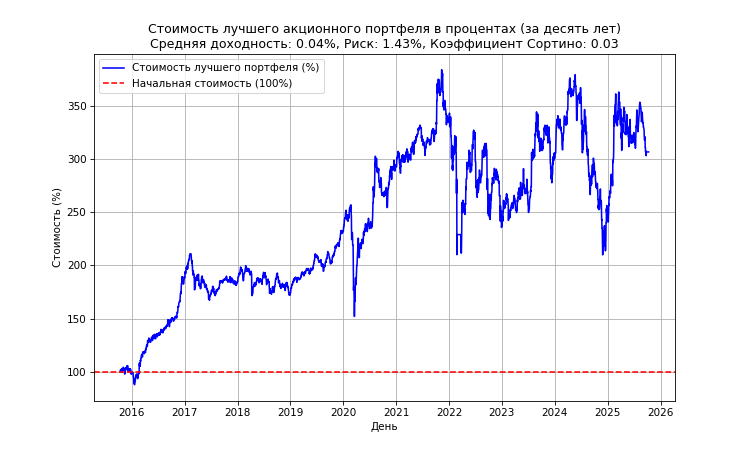 Стоимость лучшего акционного портфеля в процентах (за десять лет)
Средняя доходность: 0.04%, Риск: 1.43%, Коэффициент Сортино: 0.03
Стоимость лучшего портфеля (%)
Начальная стоимость (100%)
Стоимость (%)
350
300
250
200
150
100
2016 2017 2018 2019 2020 2021 2022 2023 2024 2025 2026
День